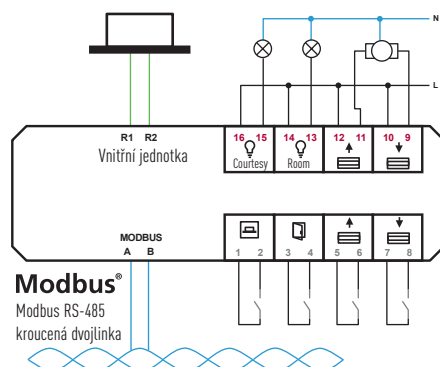 N
L
R1 R2
Vnitřní jednotka
16 15 14 13 12 11 10 9
Courtesy Room
MODBUS
A B
1 2 3 4 5 6 7 8
Modbus®
Modbus RS-485
kroucená dvojlinka